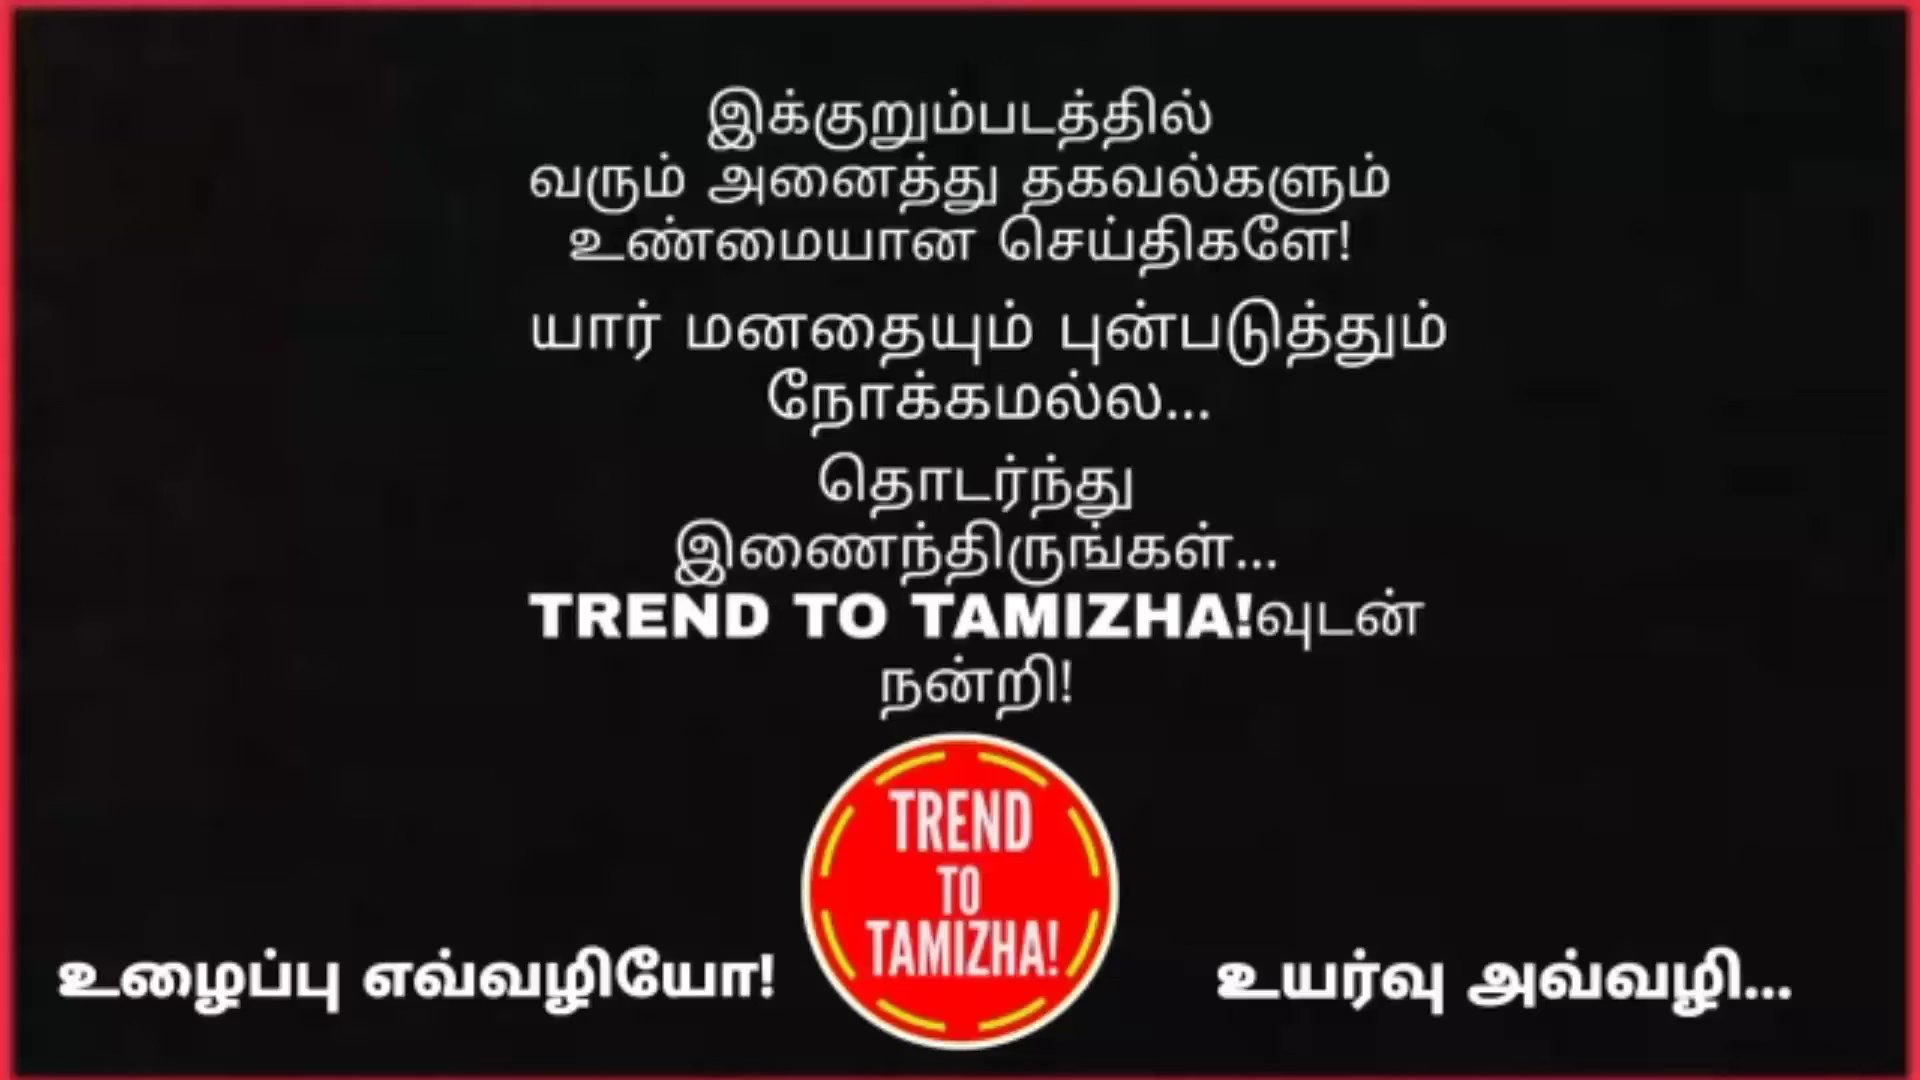 இக்குறும்படத்தில்
வரும் அனைத்து தகவல்களும்
உண்மையான செய்திகளே!
யார் மனதையும் புன்படுத்தும்
நோக்கமல்ல...
தொடர்ந்து
இணைந்திருங்கள்...
TREND TO TAMIZHA!வுடன்
நன்றி!
TREND
TO
TAMIZHA!
உழைப்பு எவ்வழியோ!
உயர்வு அவ்வழி...